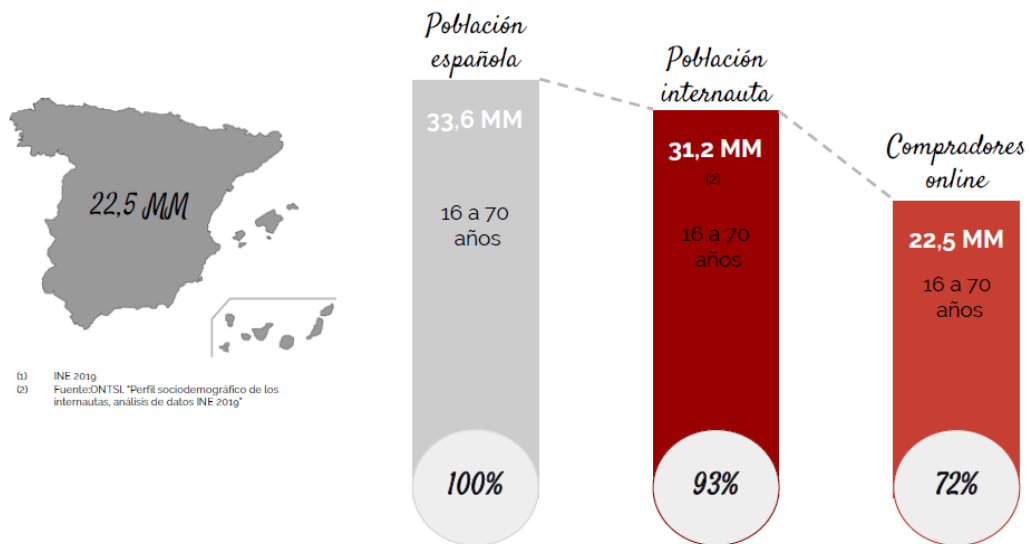 Población
española
33,6 MM
16 a 70
años
100%
Población
internauta
31,2 MM
(2)
16 a 70
años
93%
Compradores
online
22,5 MM
16 a 70
años
72%
22,5 MM
(1) INE 2019
(2) Fuente:ONTSI. "Perfil sociodemográfico de los
internautas, análisis de datos INE 2019"